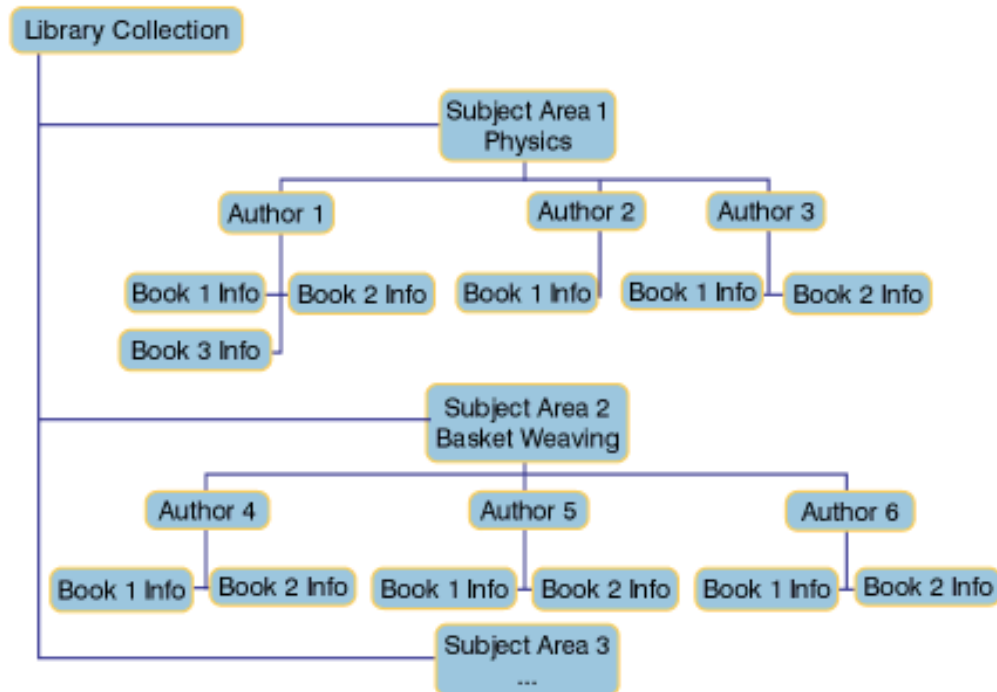 Library Collection
Subject Area 1
Physics
Author 1
Author 2
Author 3
Book 1 Info
Book 2 Info
Book 1 Info
Book 1 Info
Book 2 Info
Book 3 Info
Subject Area 2
Basket Weaving
Author 4
Author 5
Author 6
Book 1 Info
Book 2 Info
Book 1 Info
Book 2 Info
Book 1 Info
Book 2 Info
Subject Area 3
...